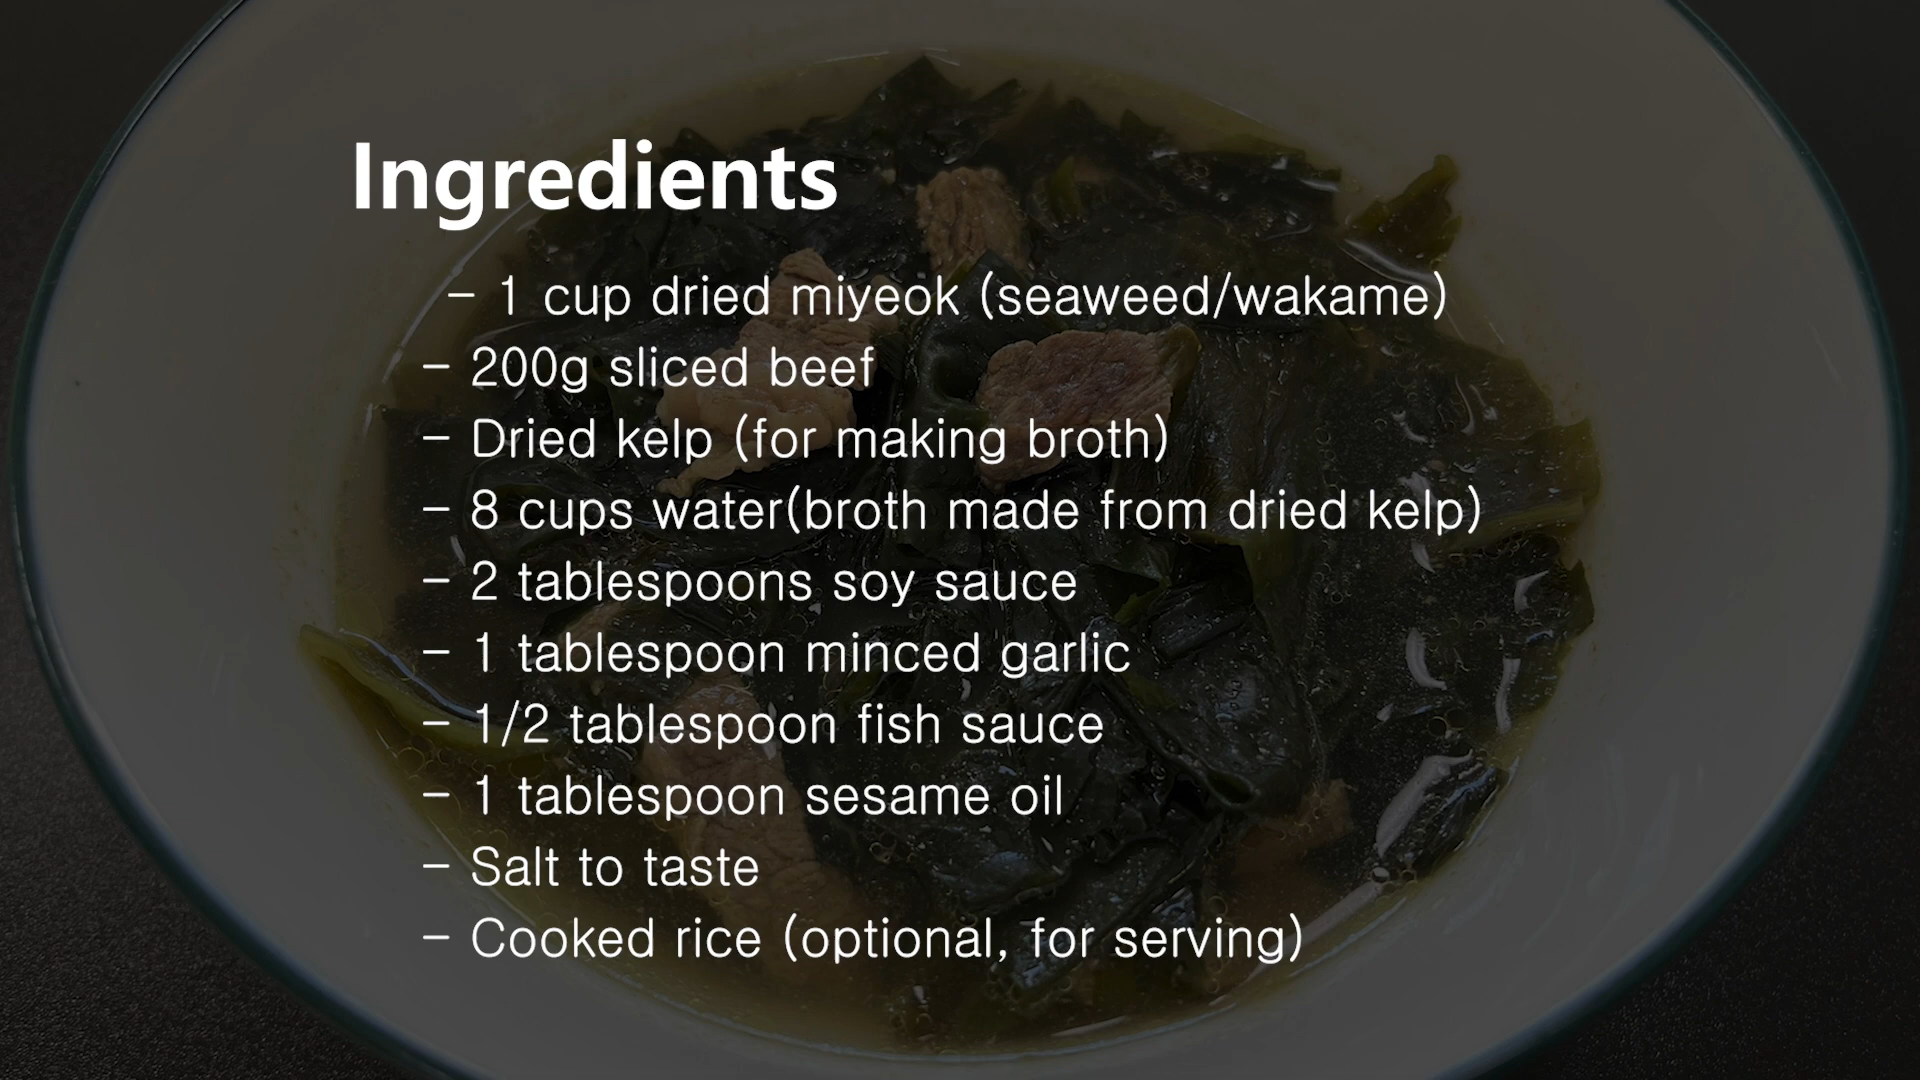 Ingredients
- 1 cup dried miyeok (seaweed/wakame)
- 200g sliced beef
- Dried kelp (for making broth)
- 8 cups water(broth made from dried kelp)
- 2 tablespoons soy sauce
- 1 tablespoon minced garlic
- 1/2 tablespoon fish sauce
- 1 tablespoon sesame oil
- Salt to taste
- Cooked rice (optional, for serving)